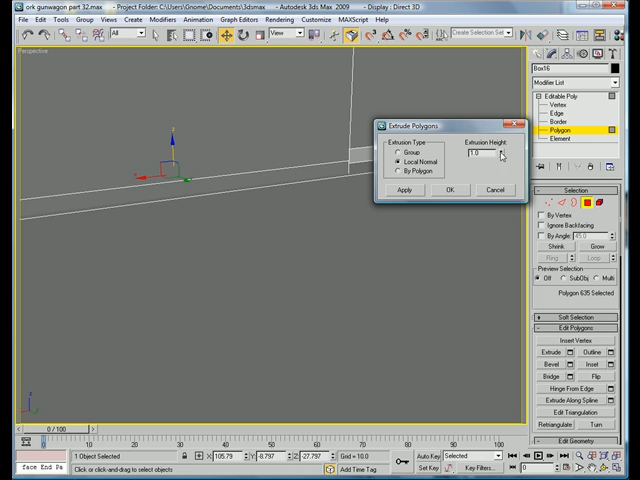 ork gunwagon part 32.max - Project Folder: C:\Users\Gnome\Documents\3dsmax - Autodesk 3ds Max 2009 - Display : Direct 3D
File Edit Tools Group Views Create Modifiers Animation Graph Editors Rendering Customize MAXScript Help
All View Create Selection Set
Perspective
Box16
Modifier List
Editable Poly
Vertex
Edge
Border
Polygon
Element
Extrude Polygons
Extrusion Type Extrusion Height:
Group 1.0
Local Normal
By Polygon
Apply OK Cancel
Selection
By Vertex
Ignore Backfacing
By Angle: 45.0
Shrink Grow
Ring Loop
Preview Selection
Off SubObj Multi
Polygon 635 Selected
Soft Selection
Edit Polygons
Insert Vertex
Extrude Outline
Bevel Inset
Bridge Flip
Hinge From Edge
Extrude Along Spline
Edit Triangulation
Retriangulate Turn
Edit Geometry
0 / 100
0 10 20 30 40 50 60 70 80 90 100
1 Object Selected X: 105.79 Y: -8.797 Z: -27.797 Grid = 10.0 Auto Key Selected
face End Pa Click or click-and-drag to select objects Add Time Tag Set Key Key Filters... 0